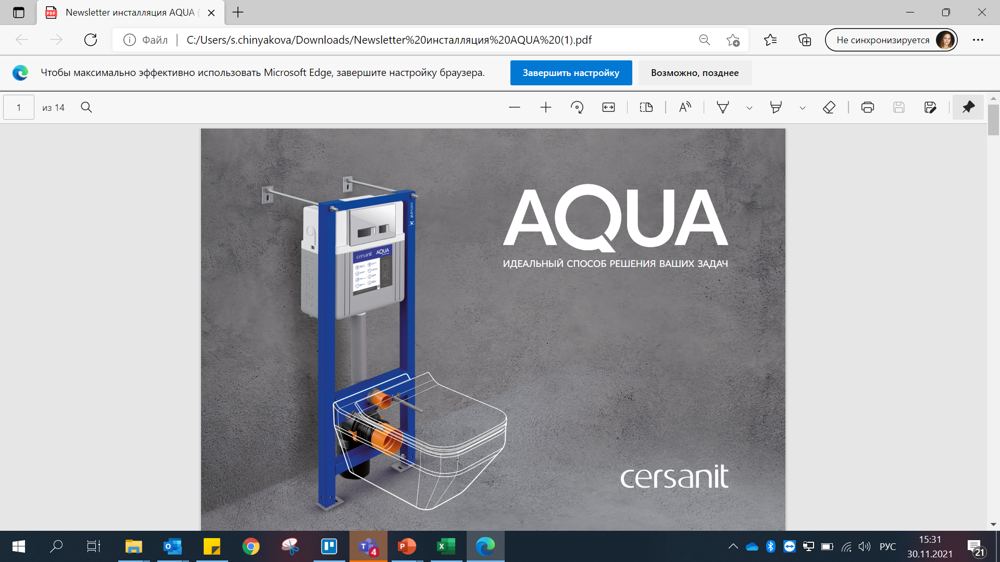 Newsletter инсталляция AQUA (
Файл
C:/Users/s.chinyakova/Downloads/Newsletter%20инсталляция%20AQUA%20(1).pdf
Не синхронизируется
Чтобы максимально эффективно использовать Microsoft Edge, завершите настройку браузера.
Завершить настройку
Возможно, позднее
1
из 14
AQUA
ИДЕАЛЬНЫЙ СПОСОБ РЕШЕНИЯ ВАШИХ ЗАДАЧ
cersanit
cersanit AQUA
cersanit
cersanit
4
РУС
15:31
30.11.2021
21